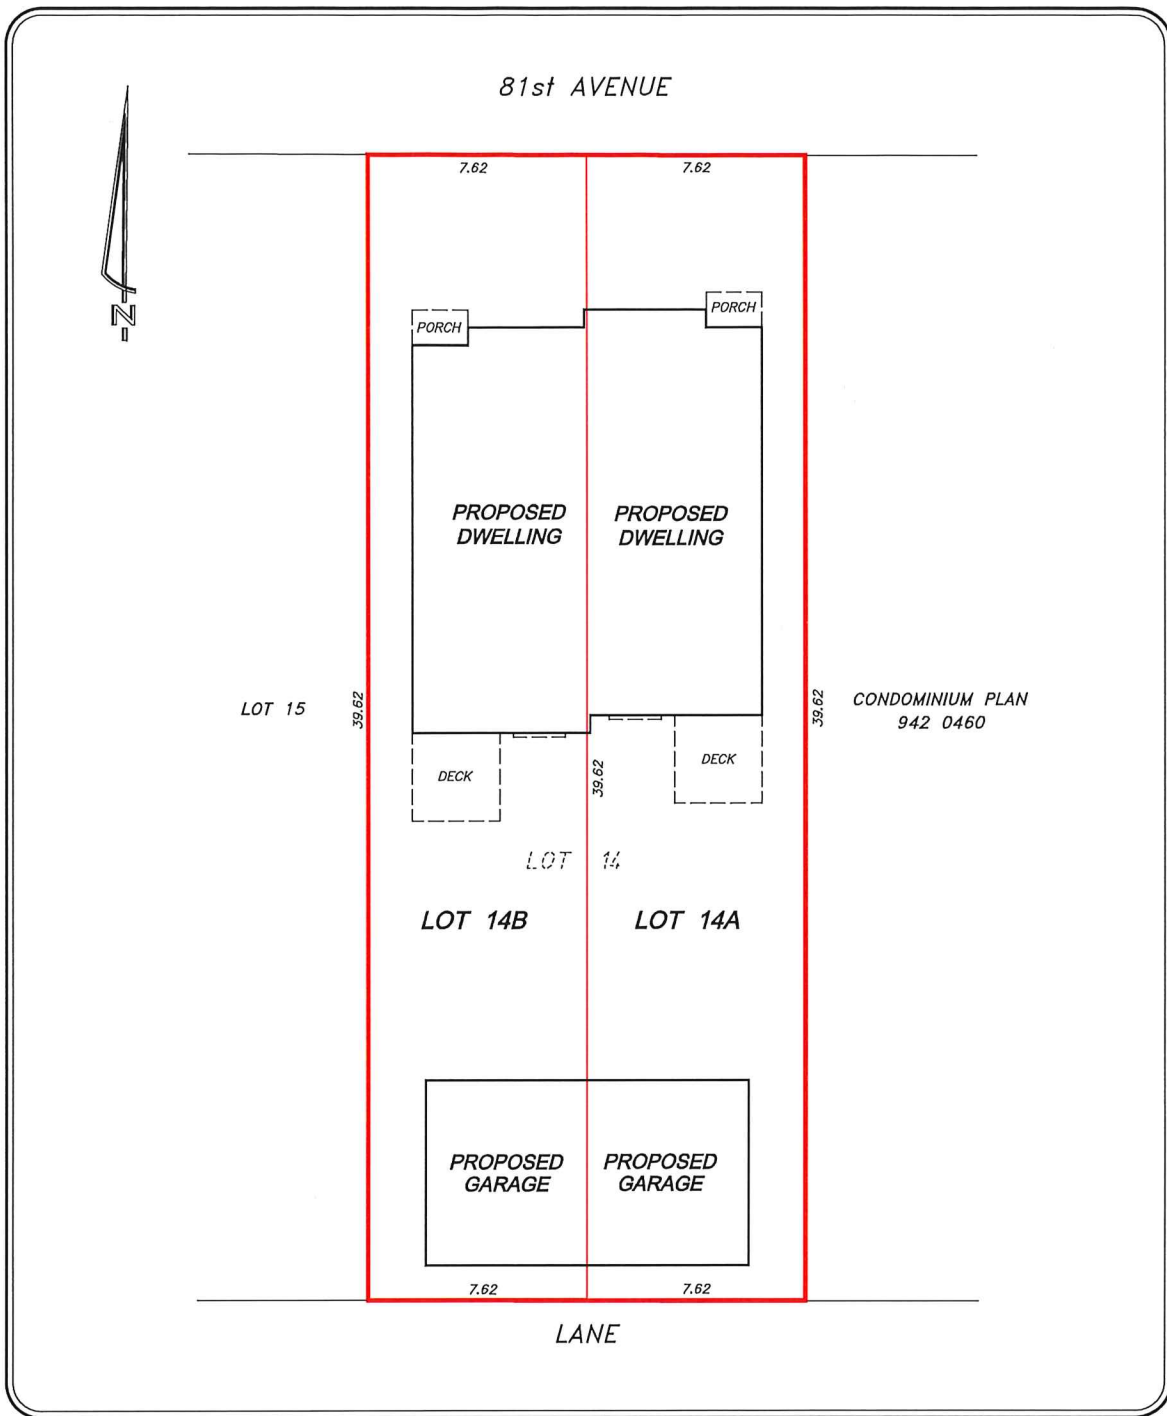 81st AVENUE
7.62
7.62
N
PORCH
PORCH
PROPOSED
DWELLING
PROPOSED
DWELLING
LOT 15
39.62
39.62
CONDOMINIUM PLAN
942 0460
DECK
39.62
DECK
LOT 14
LOT 14B
LOT 14A
PROPOSED
GARAGE
PROPOSED
GARAGE
7.62
7.62
LANE